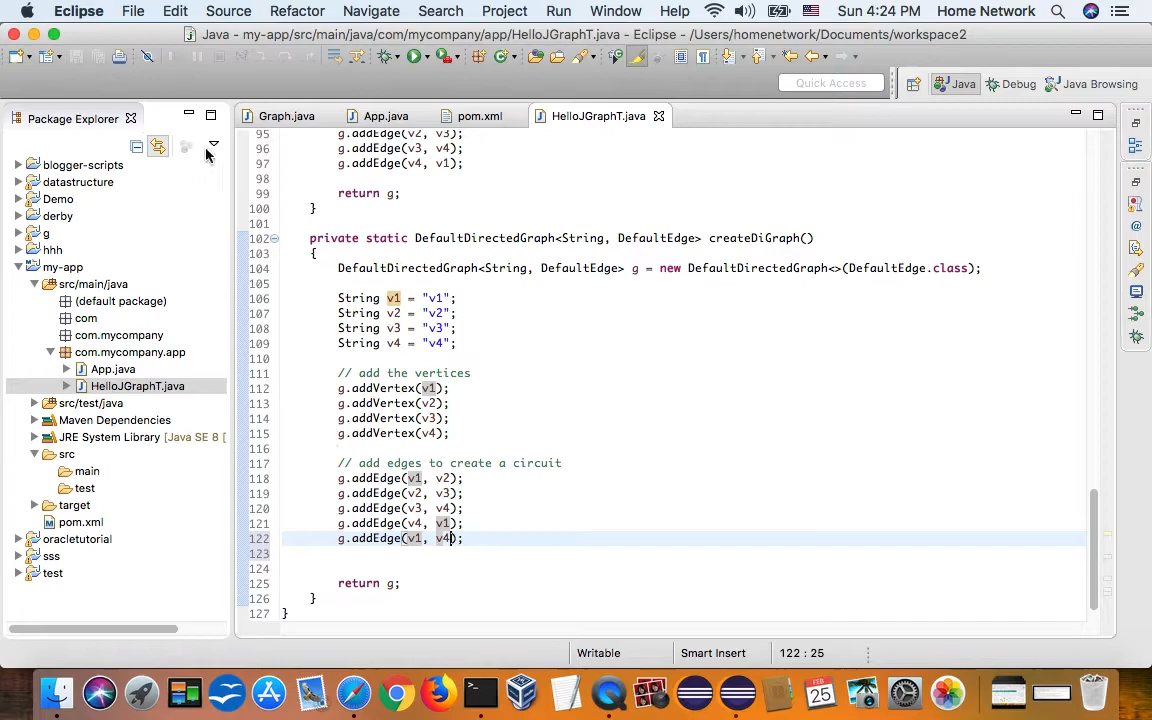 Eclipse File Edit Source Refactor Navigate Search Project Run Window Help Sun 4:24 PM Home Network
Java - my-app/src/main/java/com/mycompany/app/HelloJGraphT.java - Eclipse - /Users/homenetwork/Documents/workspace2
Quick Access Java Debug Java Browsing
Package Explorer
Graph.java App.java pom.xml HelloJGraphT.java
blogger-scripts
datastructure
Demo
derby
g
hhh
my-app
src/main/java
(default package)
com
com.mycompany
com.mycompany.app
App.java
HelloJGraphT.java
src/test/java
Maven Dependencies
JRE System Library [Java SE 8 (
src
main
test
target
pom.xml
oracletutorial
sss
test
95 g.addEdge(v2, v3);
96 g.addEdge(v3, v4);
97 g.addEdge(v4, v1);
98
99 return g;
100 }
101
102 private static DefaultDirectedGraph<String, DefaultEdge> createDiGraph()
103 {
104 DefaultDirectedGraph<String, DefaultEdge> g = new DefaultDirectedGraph<>(DefaultEdge.class);
105
106 String v1 = "v1";
107 String v2 = "v2";
108 String v3 = "v3";
109 String v4 = "v4";
110
111 // add the vertices
112 g.addVertex(v1);
113 g.addVertex(v2);
114 g.addVertex(v3);
115 g.addVertex(v4);
116
117 // add edges to create a circuit
118 g.addEdge(v1, v2);
119 g.addEdge(v2, v3);
120 g.addEdge(v3, v4);
121 g.addEdge(v4, v1);
122 g.addEdge(v1, v4);
123
124
125 return g;
126 }
127 }
Writable Smart Insert 122 : 25
FEB
25